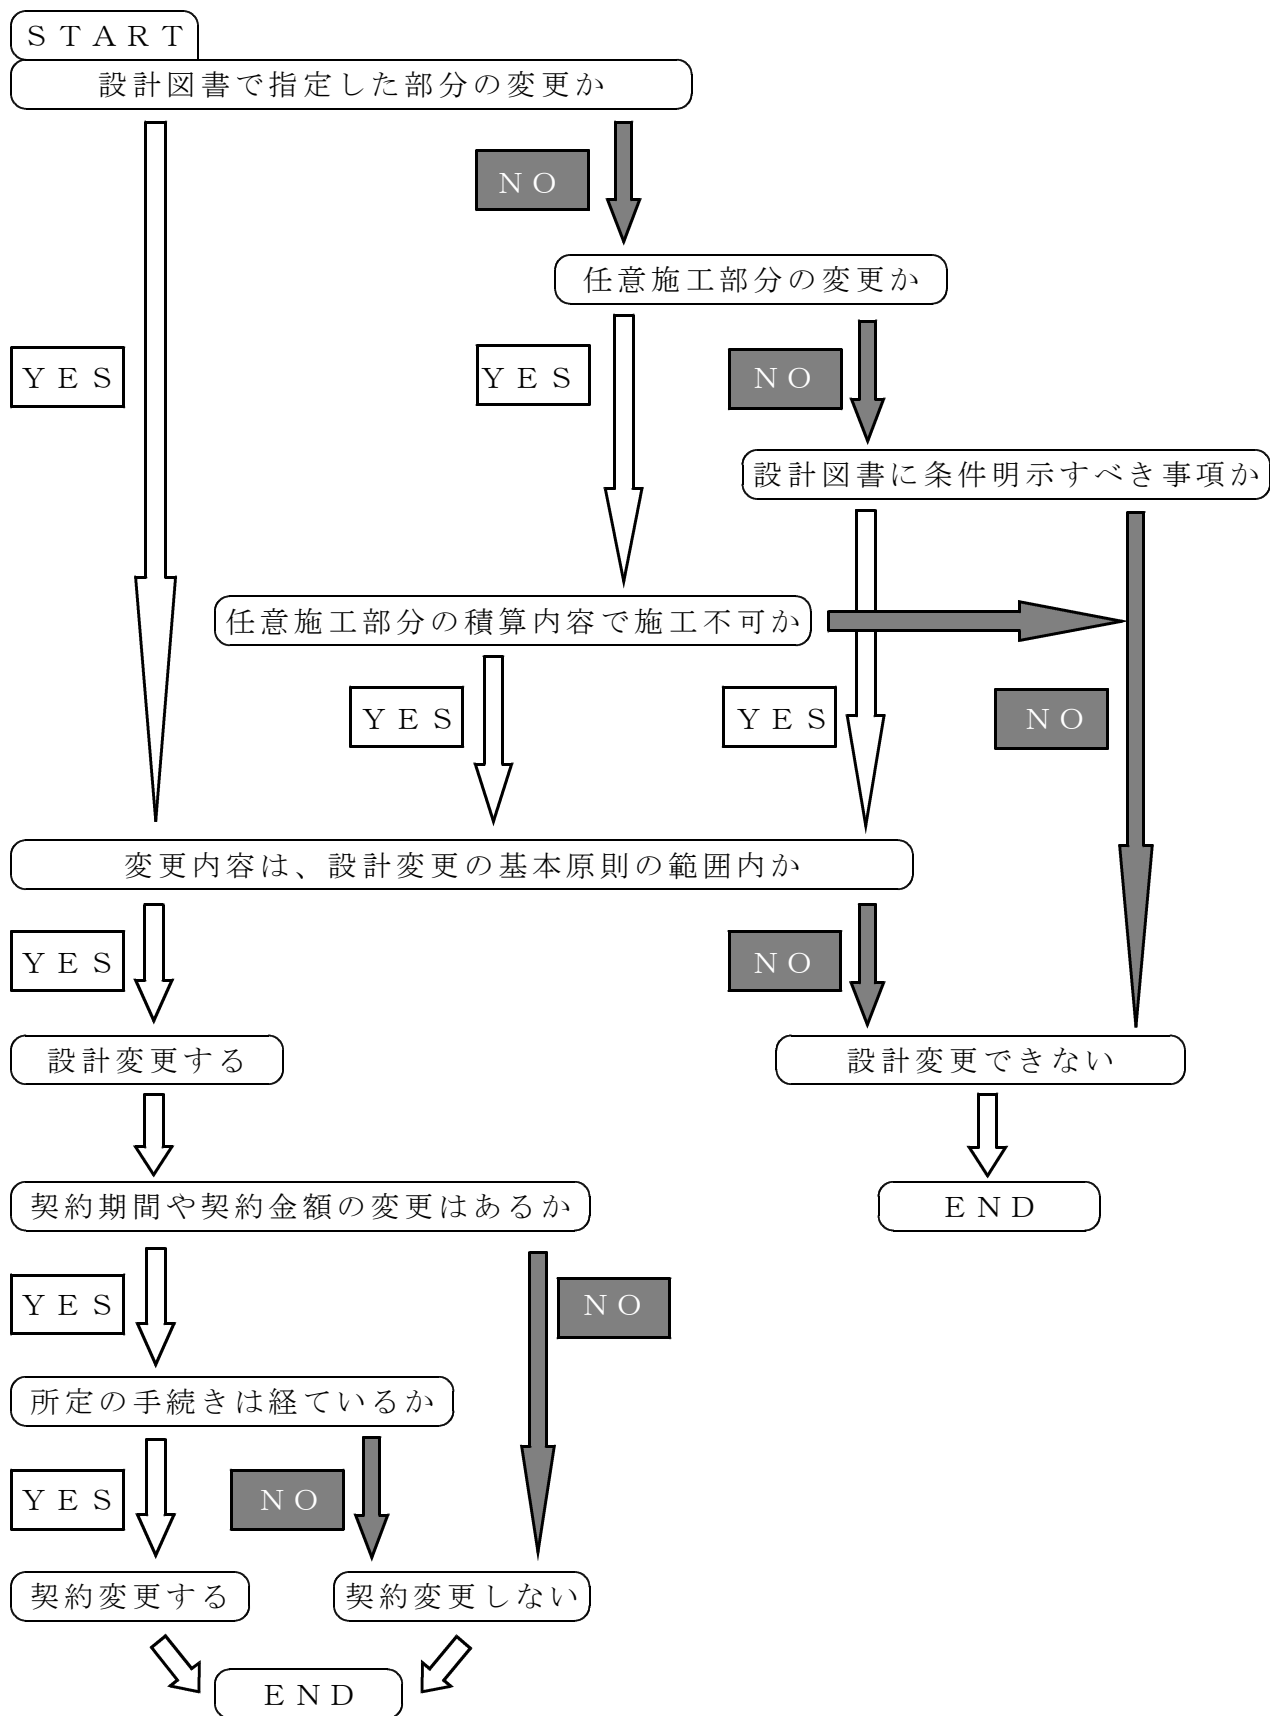 ＳＴＡＲＴ
設計図書で指定した部分の変更か
ＮＯ
任意施工部分の変更か
ＹＥＳ
ＹＥＳ
ＮＯ
設計図書に条件明示すべき事項か
任意施工部分の積算内容で施工不可か
ＹＥＳ
ＹＥＳ
ＮＯ
変更内容は、設計変更の基本原則の範囲内か
ＹＥＳ
ＮＯ
設計変更する
設計変更できない
契約期間や契約金額の変更はあるか
ＥＮＤ
ＹＥＳ
ＮＯ
所定の手続きは経ているか
ＹＥＳ
ＮＯ
契約変更する
契約変更しない
ＥＮＤ